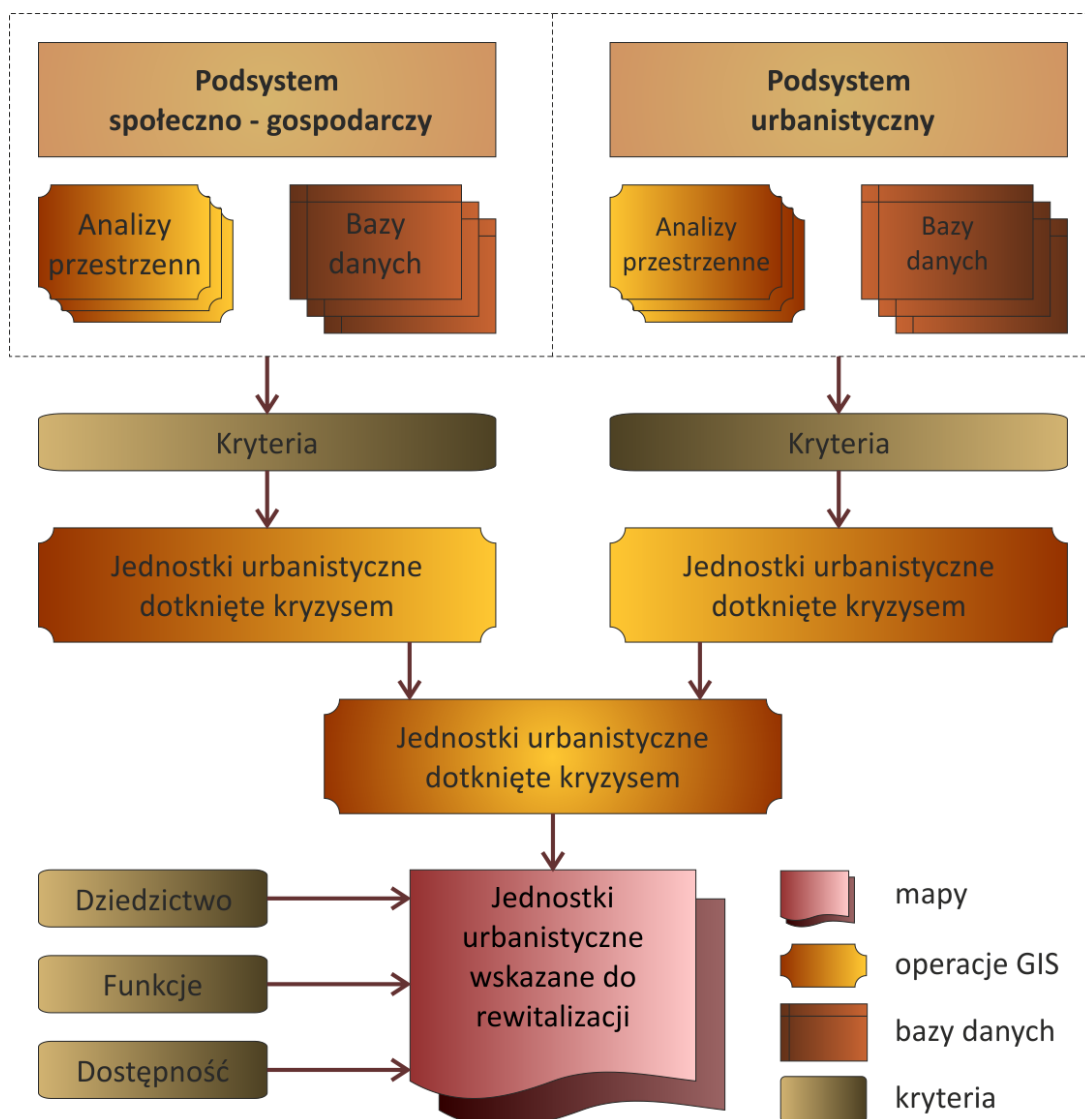 Podsystem
społeczno - gospodarczy
Podsystem
urbanistyczny
Analizy
przestrzenn
Bazy
danych
Analizy
przestrzenne
Bazy
danych
Kryteria
Kryteria
Jednostki urbanistyczne
dotknięte kryzysem
Jednostki urbanistyczne
dotknięte kryzysem
Jednostki urbanistyczne
dotknięte kryzysem
Dziedzictwo
Funkcje
Dostępność
Jednostki
urbanistyczne
wskazane do
rewitalizacji
mapy
operacje GIS
bazy danych
kryteria